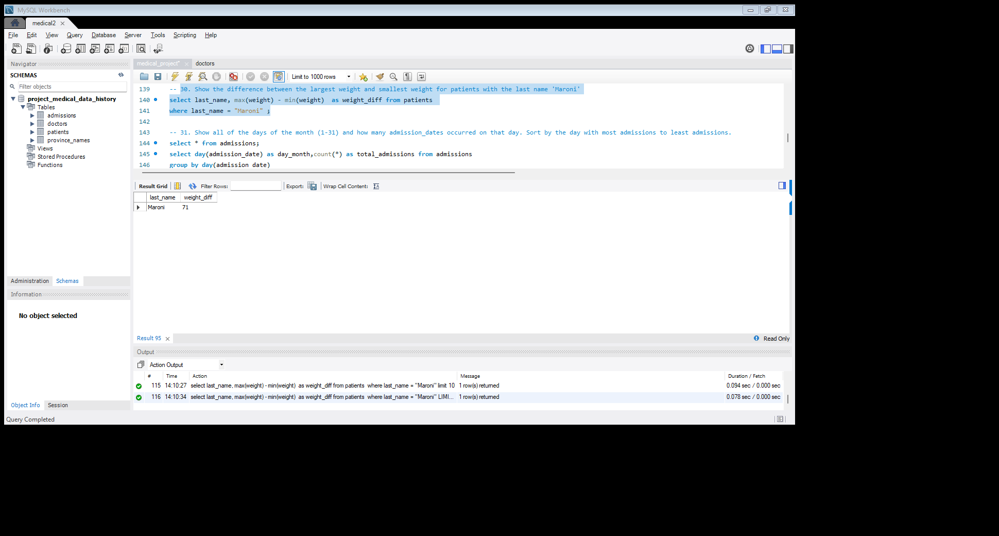 MySQL Workbench
medical2
File Edit View Query Database Server Tools Scripting Help
Navigator
SCHEMAS
Filter objects
project_medical_data_history
Tables
admissions
doctors
patients
province_names
Views
Stored Procedures
Functions
Administration Schemas
Information
No object selected
Object Info Session
medical_project* doctors
Limit to 1000 rows
139 -- 30. Show the difference between the largest weight and smallest weight for patients with the last name 'Maroni'
140 select last_name, max(weight) - min(weight)  as weight_diff from patients
141 where last_name = "Maroni" ;
142
143 -- 31. Show all of the days of the month (1-31) and how many admission_dates occurred on that day. Sort by the day with most admissions to least admissions.
144 select * from admissions;
145 select day(admission_date) as day_month,count(*) as total_admissions from admissions
146 group by day(admission_date)
Result Grid Filter Rows: Export: Wrap Cell Content:
last_name weight_diff
Maroni 71
Result 95 Read Only
Output
Action Output
# Time Action Message Duration / Fetch
115 14:10:27 select last_name, max(weight) - min(weight)  as weight_diff from patients  where last_name = "Maroni" limit 10 1 row(s) returned 0.094 sec / 0.000 sec
116 14:10:34 select last_name, max(weight) - min(weight)  as weight_diff from patients  where last_name = "Maroni" LIMI... 1 row(s) returned 0.078 sec / 0.000 sec
Query Completed